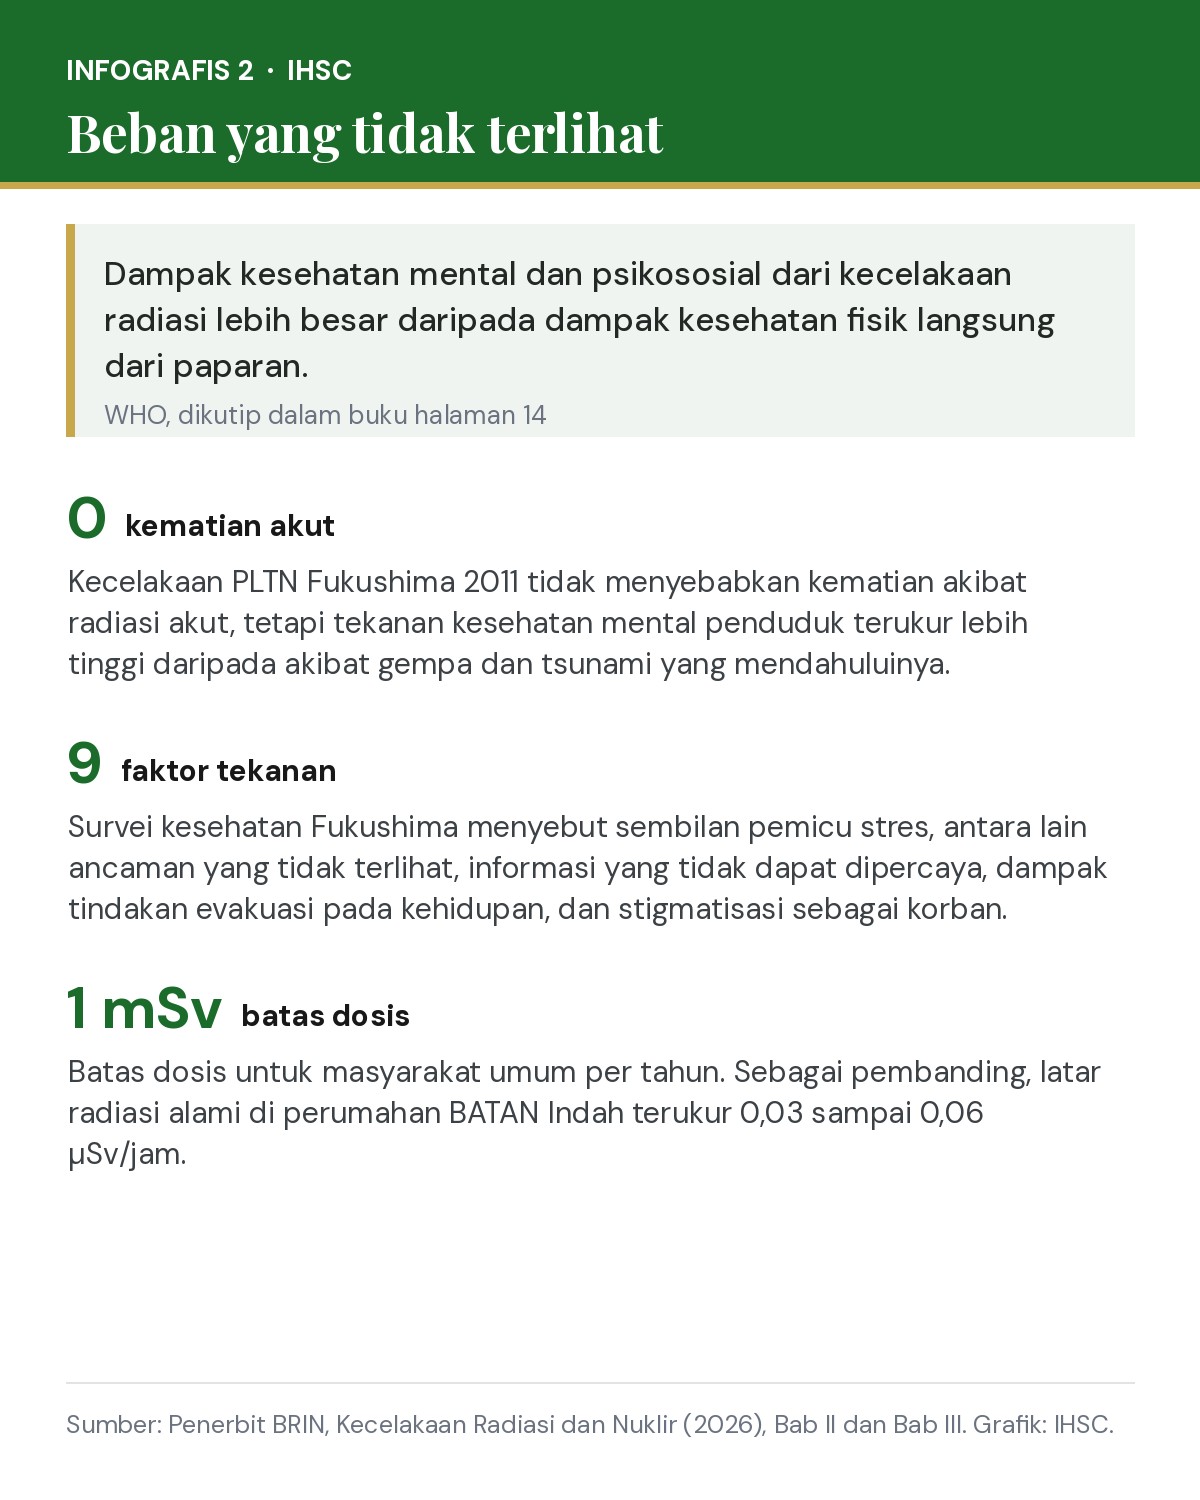 INFOGRAFIS 2 · IHSC
Beban yang tidak terlihat
Dampak kesehatan mental dan psikososial dari kecelakaan
radiasi lebih besar daripada dampak kesehatan fisik langsung
dari paparan.
WHO, dikutip dalam buku halaman 14
0 kematian akut
Kecelakaan PLTN Fukushima 2011 tidak menyebabkan kematian akibat
radiasi akut, tetapi tekanan kesehatan mental penduduk terukur lebih
tinggi daripada akibat gempa dan tsunami yang mendahuluinya.
9 faktor tekanan
Survei kesehatan Fukushima menyebut sembilan pemicu stres, antara lain
ancaman yang tidak terlihat, informasi yang tidak dapat dipercaya, dampak
tindakan evakuasi pada kehidupan, dan stigmatisasi sebagai korban.
1 mSv batas dosis
Batas dosis untuk masyarakat umum per tahun. Sebagai pembanding, latar
radiasi alami di perumahan BATAN Indah terukur 0,03 sampai 0,06
µSv/jam.
Sumber: Penerbit BRIN, Kecelakaan Radiasi dan Nuklir (2026), Bab II dan Bab III. Grafik: IHSC.